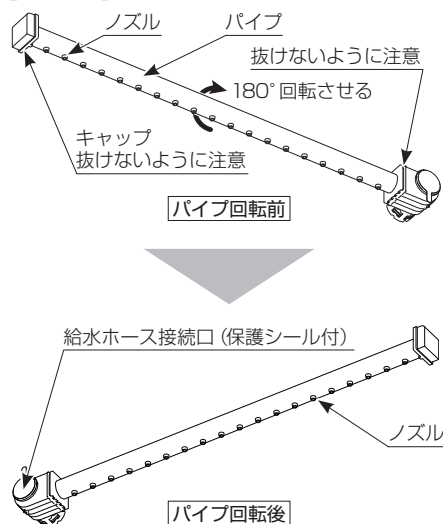 ノズル
パイプ
抜けないように注意
180°回転させる
キャップ
抜けないように注意
パイプ回転前
給水ホース接続口（保護シール付）
ノズル
パイプ回転後